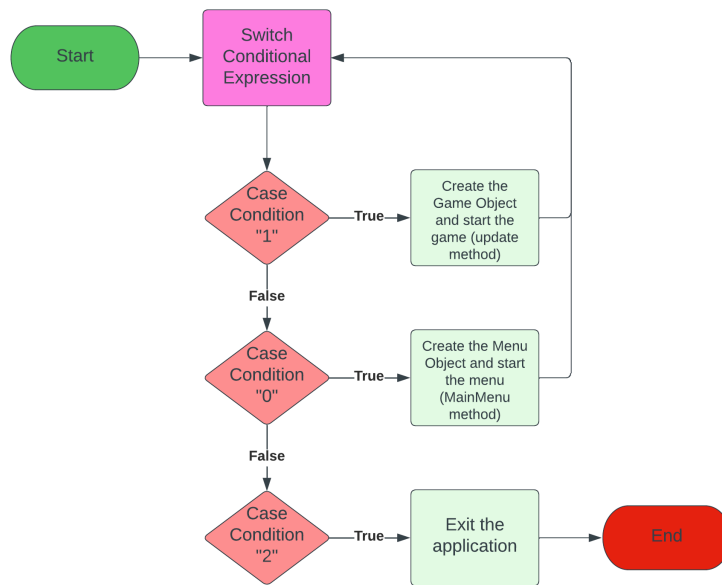 Start
Switch
Conditional
Expression
Case
Condition
"1"
True
Create the
Game Object
and start the
game (update
method)
False
Case
Condition
"0"
True
Create the Menu
Object and start
the menu
(MainMenu
method)
False
Case
Condition
"2"
True
Exit the
application
End